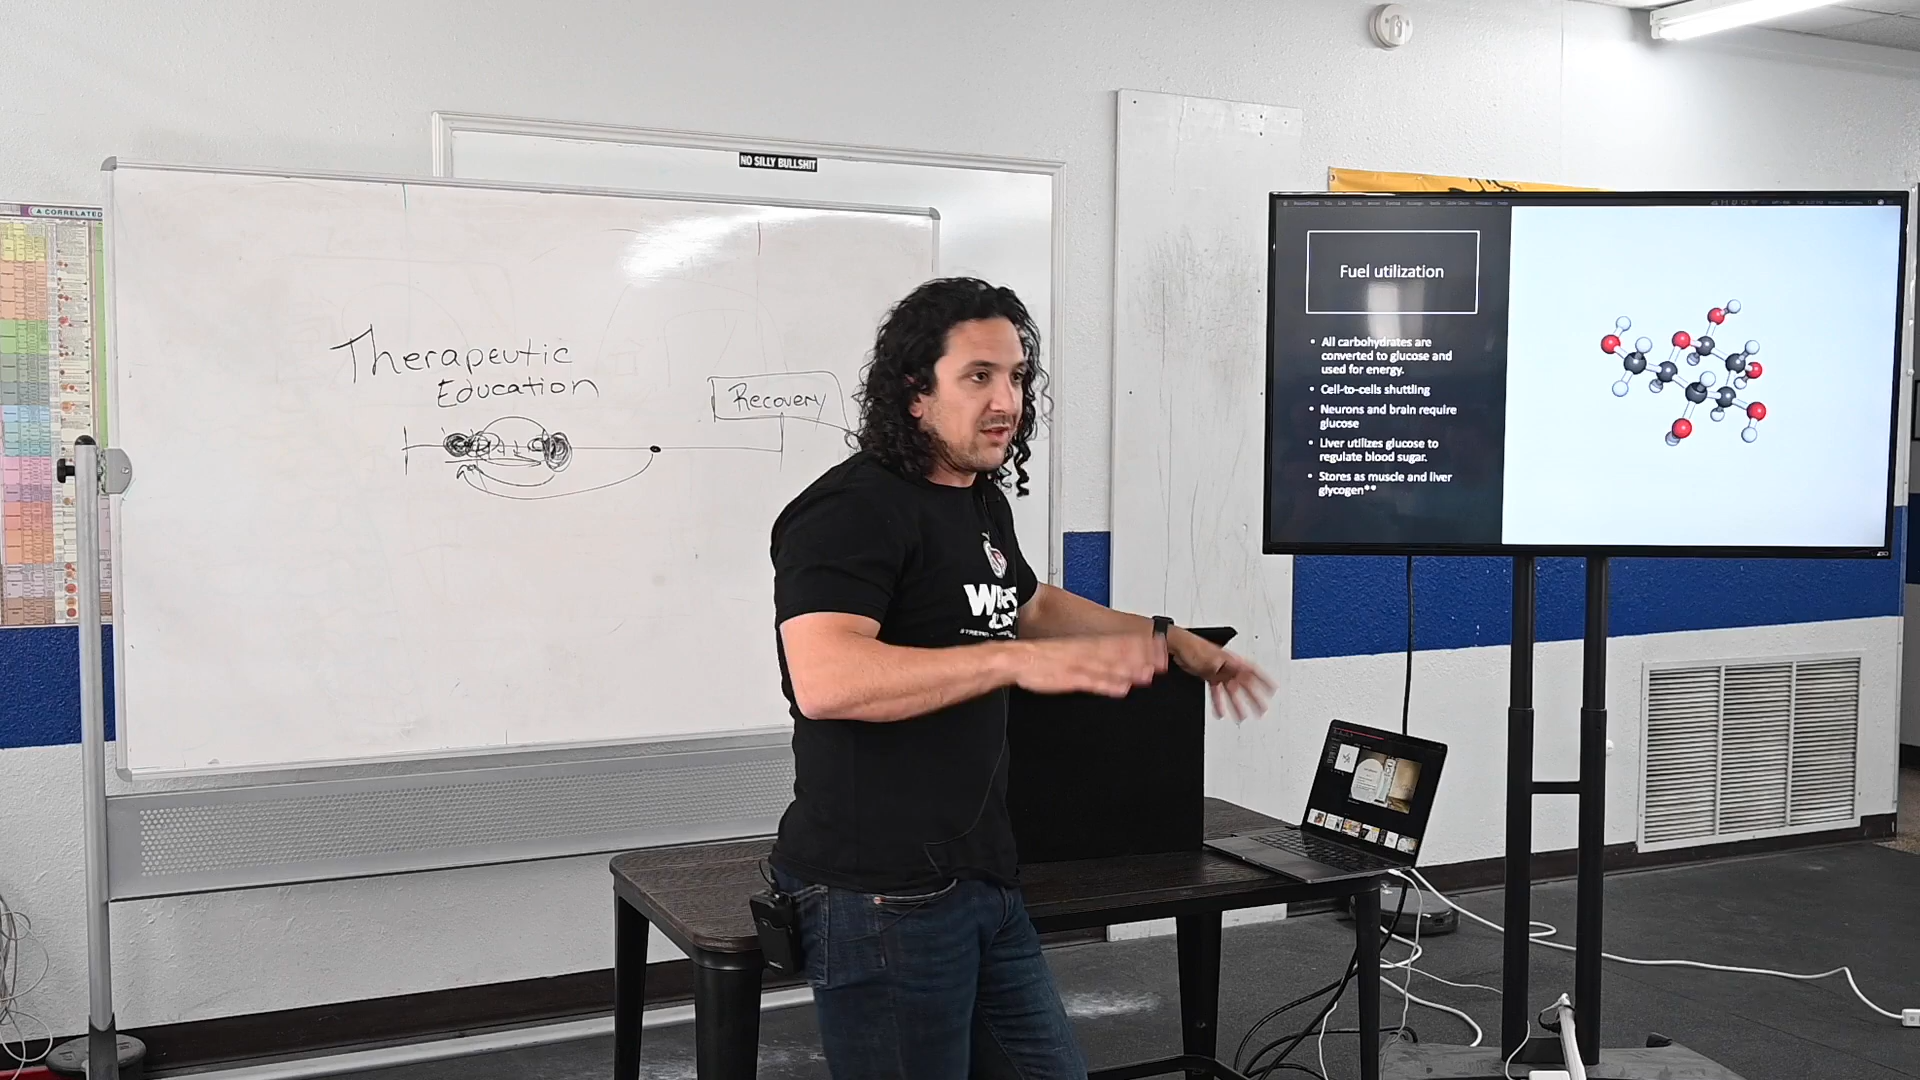 NO SILLY BULLSHIT
A CORRELATED
Therapeutic
Education
Recovery
Fuel utilization
• All carbohydrates are
converted to glucose and
used for energy.
• Cell-to-cells shuttling
• Neurons and brain require
glucose
• Liver utilizes glucose to
regulate blood sugar.
• Stores as muscle and liver
glycogen**